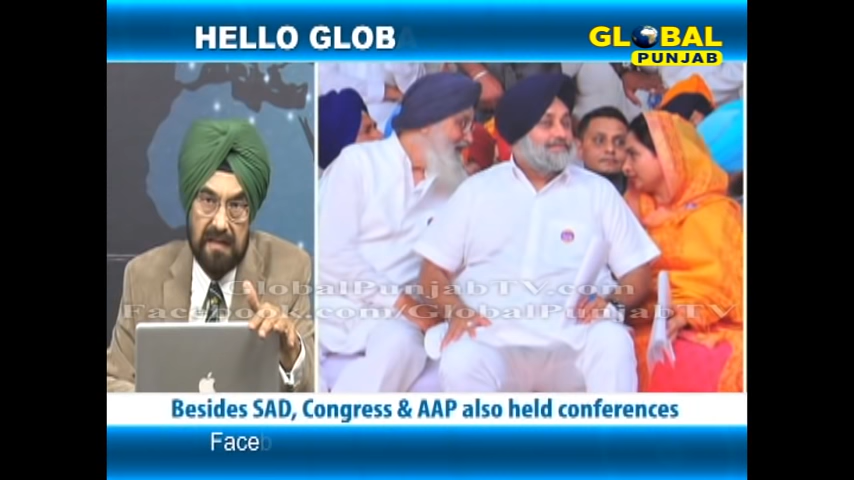 HELLO GLOB
GLOBAL
PUNJAB
GlobalPunjabTV.com
Facebook.com/GlobalPunjabTV
Besides SAD, Congress & AAP also held conferences
Face